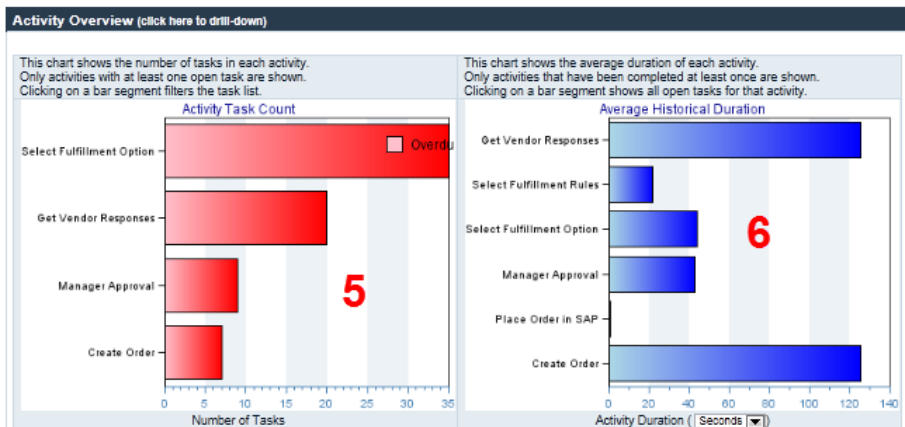 Activity Overview (click here to drill-down)
This chart shows the number of tasks in each activity.
Only activities with at least one open task are shown.
Clicking on a bar segment filters the task list.
Activity Task Count
Select Fulfillment Option
Overdu
Get Vendor Responses
Manager Approval
5
Create Order
0 5 10 15 20 25 30 35
Number of Tasks
This chart shows the average duration of each activity.
Only activities that have been completed at least once are shown.
Clicking on a bar segment shows all open tasks for that activity.
Average Historical Duration
Get Vendor Responses
Select Fulfillment Rules
Select Fulfillment Option
6
Manager Approval
Place Order in SAP
Create Order
0 20 40 60 80 100 120 140
Activity Duration ( Seconds )